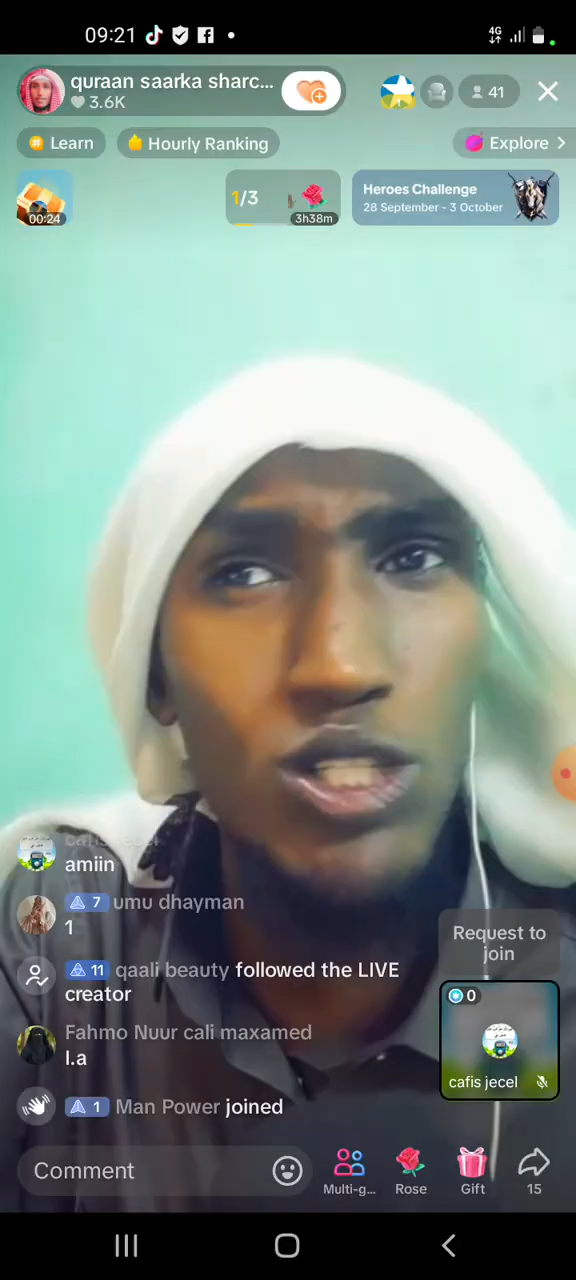 09:21
4G
quraan saarka sharc...
3.6K
41
Learn
Hourly Ranking
Explore >
00:24
1/3
3h38m
Heroes Challenge
28 September - 3 October
amiin
7 umu dhayman
1
11 qaali beauty followed the LIVE
creator
Fahmo Nuur cali maxamed
I.a
1 Man Power joined
Request to
join
0
cafis jecel
Comment
Multi-g...
Rose
Gift
15